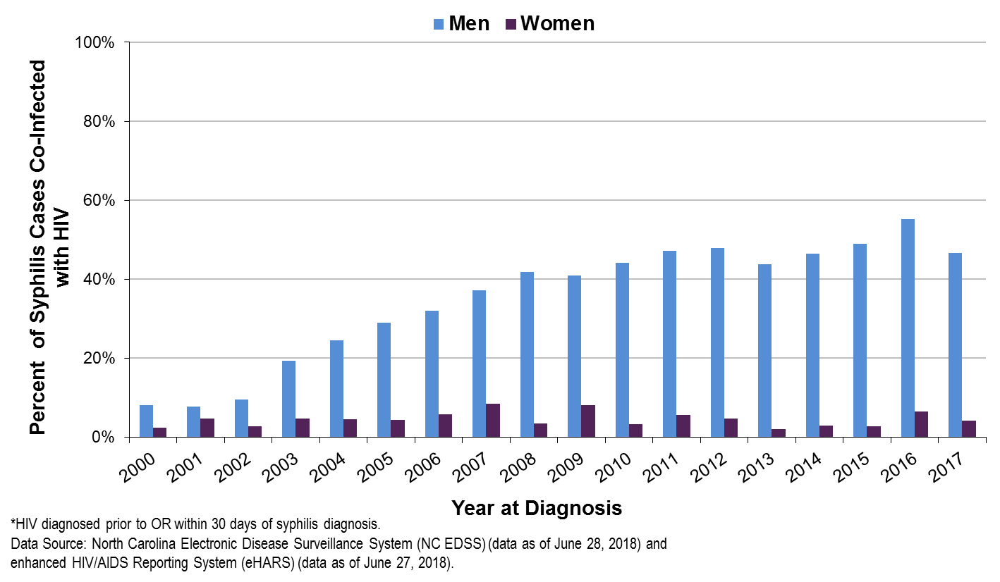 Men Women
100%
80%
60%
40%
20%
0%
Percent of Syphilis Cases Co-Infected
with HIV
2000 2001 2002 2003 2004 2005 2006 2007 2008 2009 2010 2011 2012 2013 2014 2015 2016 2017
Year at Diagnosis
*HIV diagnosed prior to OR within 30 days of syphilis diagnosis.
Data Source: North Carolina Electronic Disease Surveillance System (NC EDSS) (data as of June 28, 2018) and
enhanced HIV/AIDS Reporting System (eHARS) (data as of June 27, 2018).